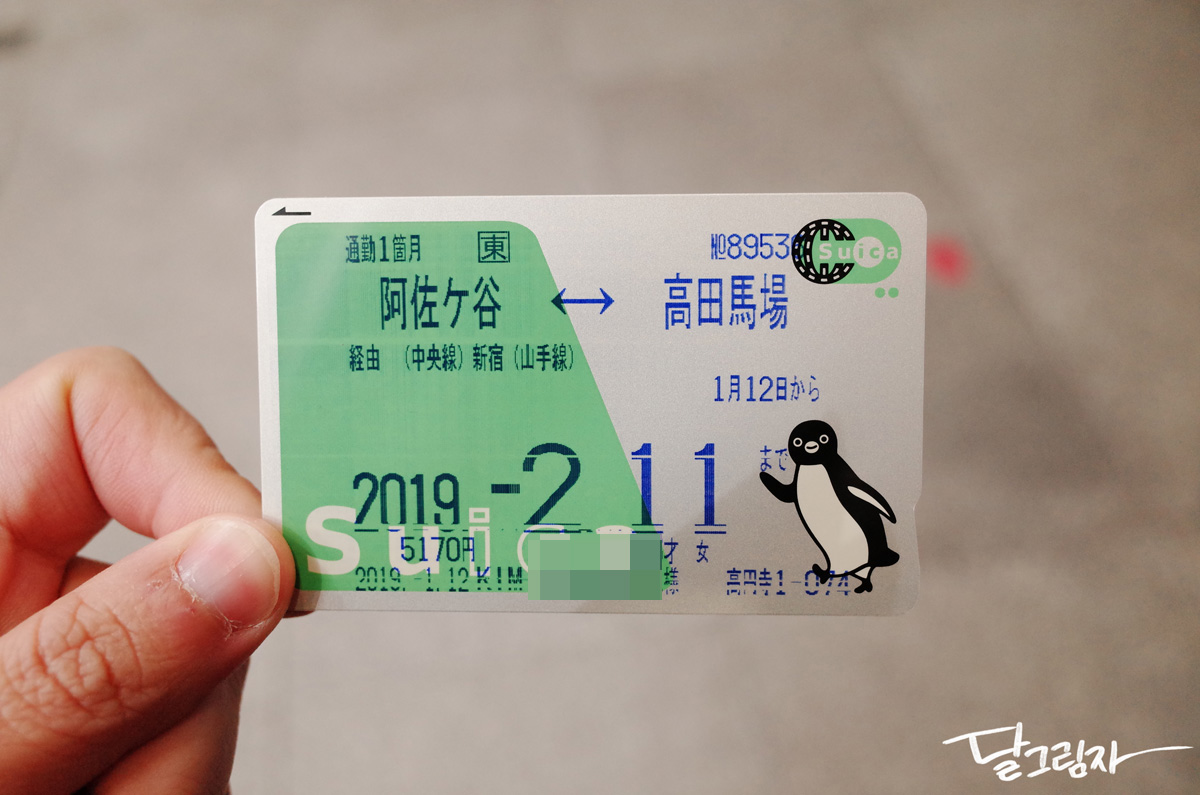 通勤1箇月 東 №8953
Suica
阿佐ケ谷 ↔ 高田馬場
経由 (中央線) 新宿 (山手線)
1月12日から
2019 -2 11 まで
Suica
5170円 才 女
2019. -1. 12 KIM 様 高円寺1-074
달그림자